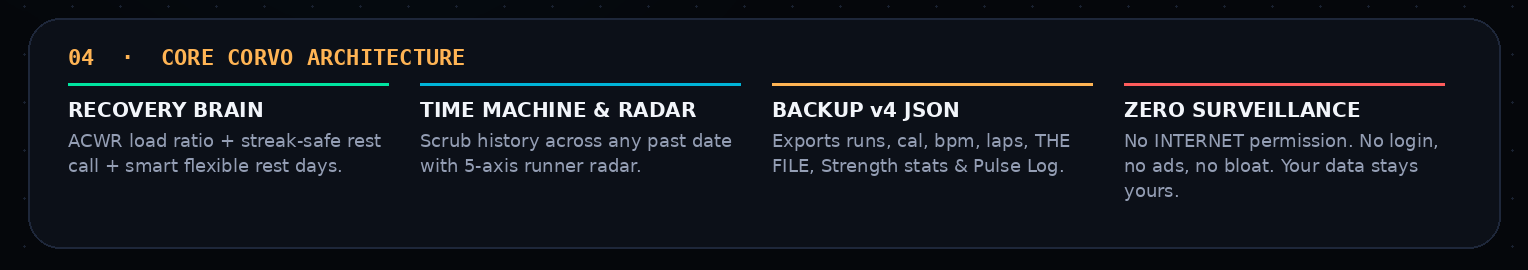 04 · CORE CORVO ARCHITECTURE
RECOVERY BRAIN
ACWR load ratio + streak-safe rest
call + smart flexible rest days.
TIME MACHINE & RADAR
Scrub history across any past date
with 5-axis runner radar.
BACKUP v4 JSON
Exports runs, cal, bpm, laps, THE
FILE, Strength stats & Pulse Log.
ZERO SURVEILLANCE
No INTERNET permission. No login,
no ads, no bloat. Your data stays
yours.